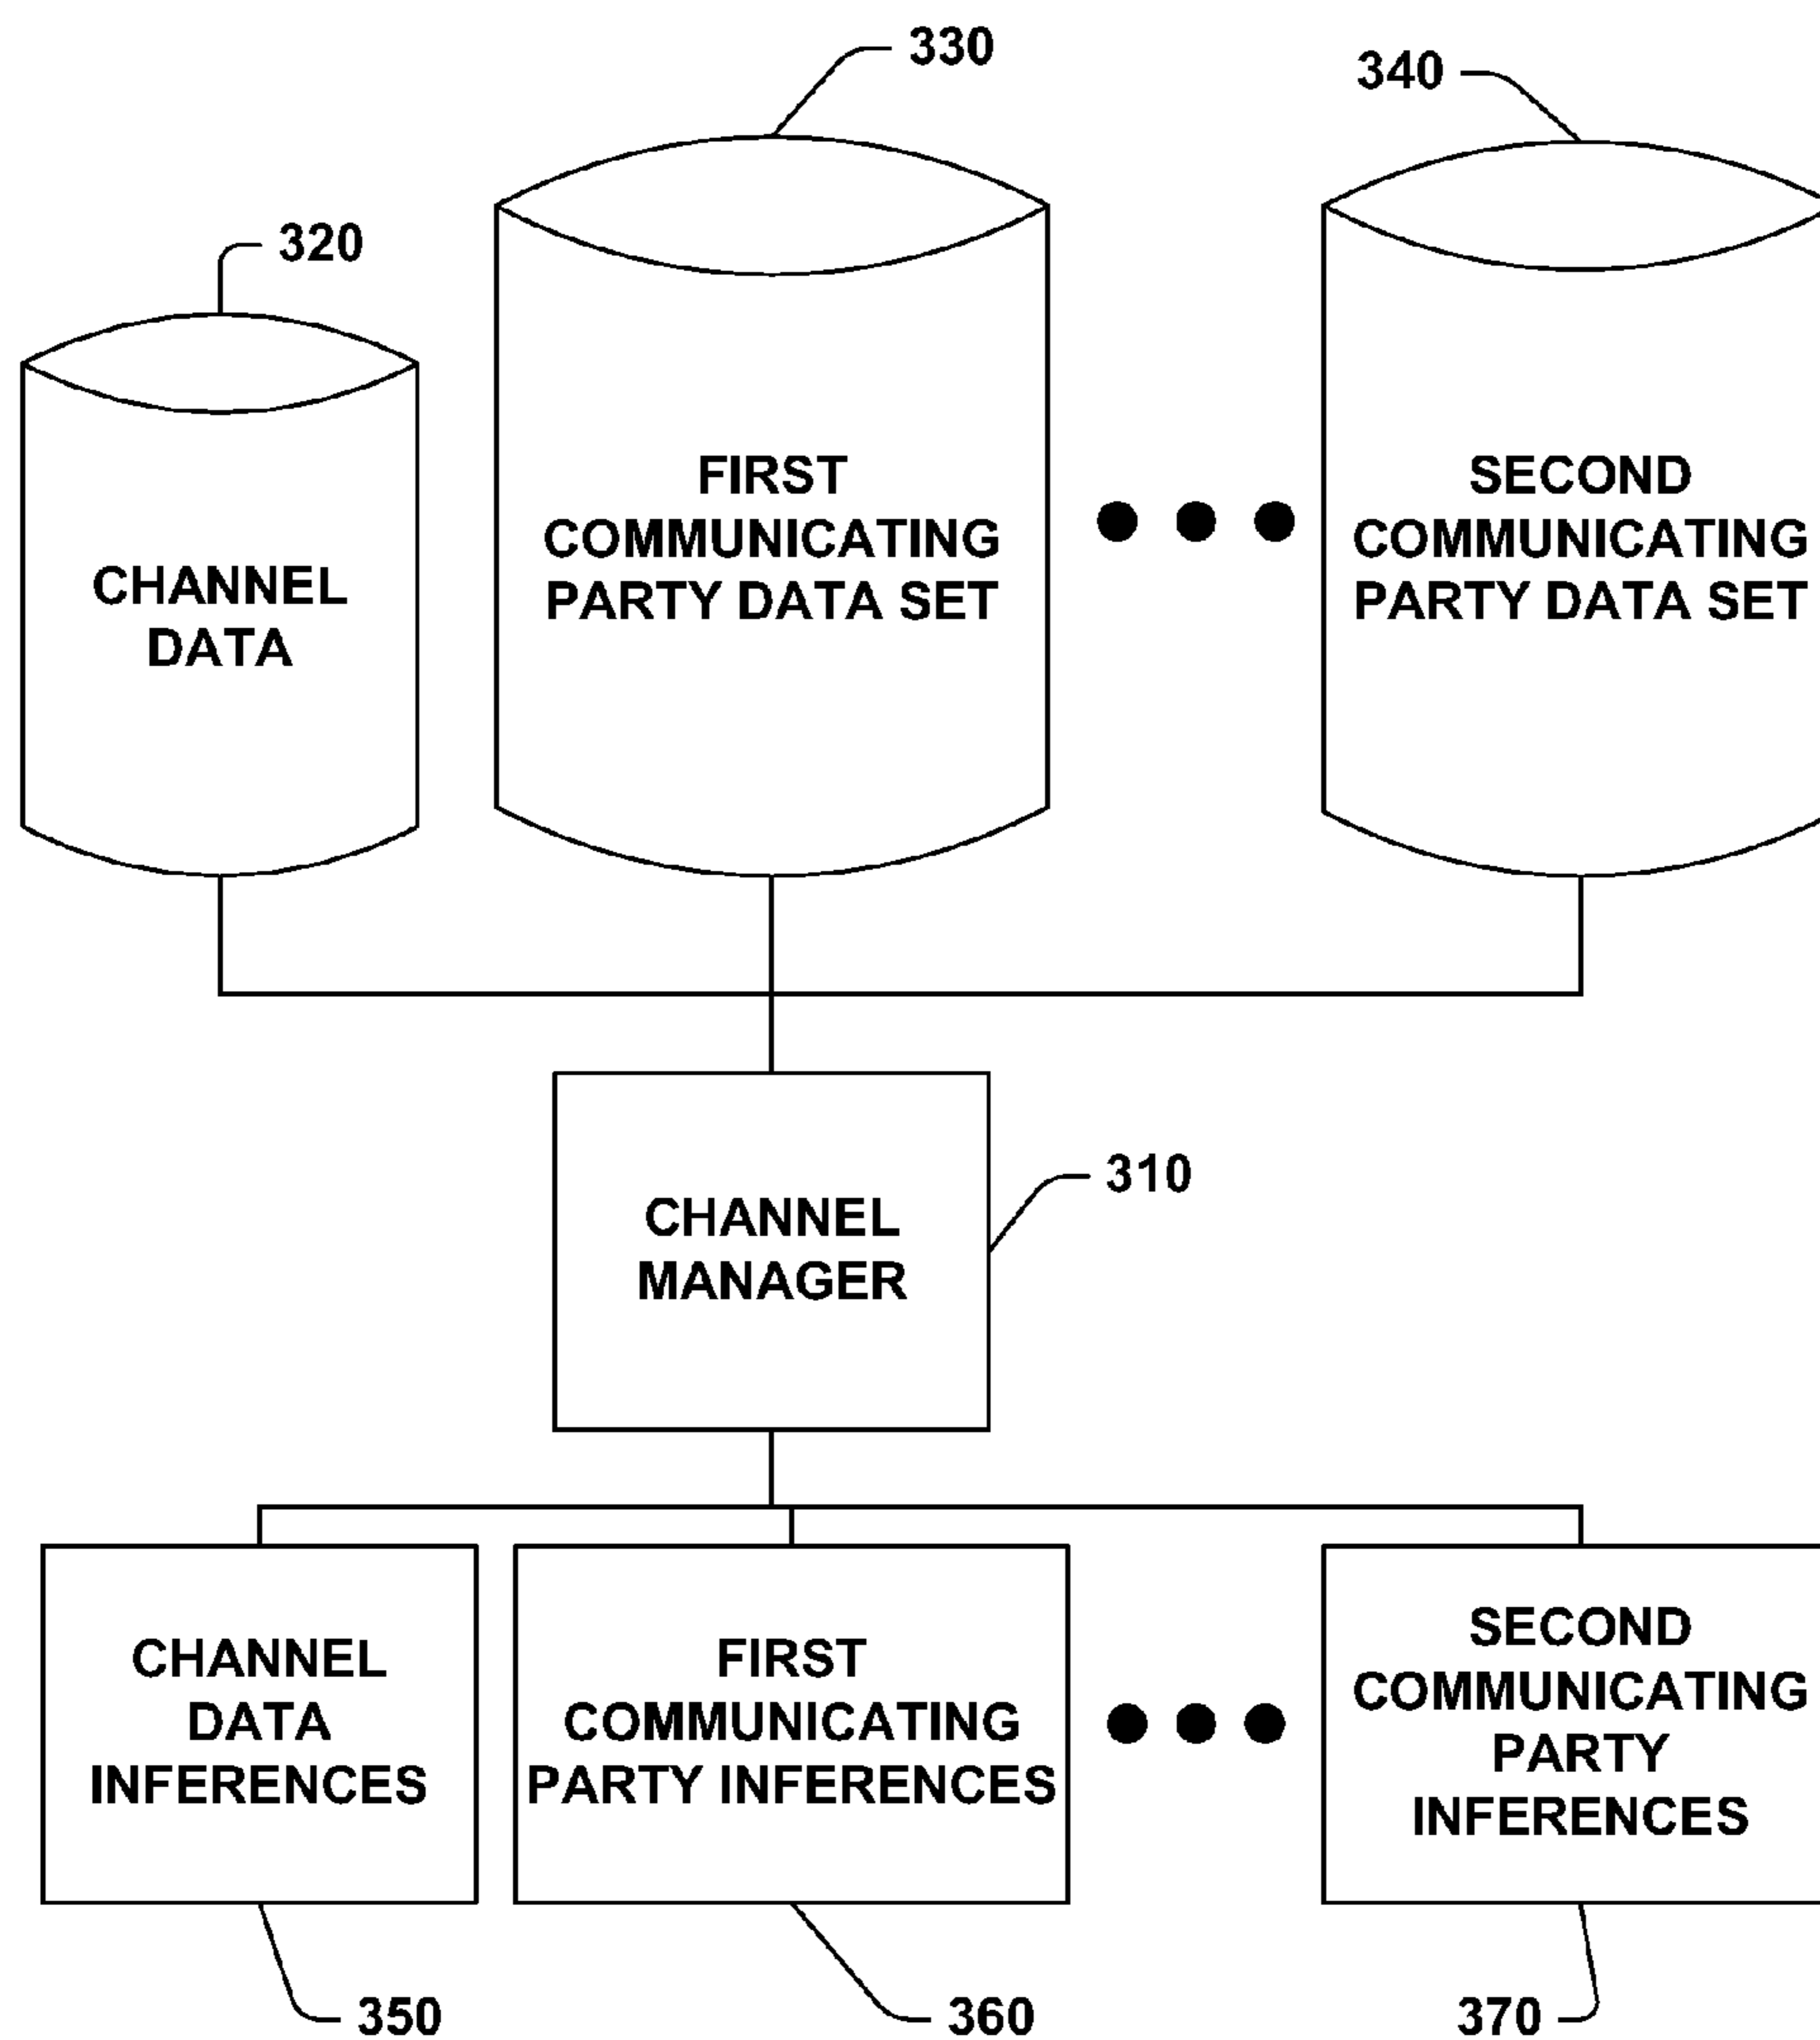 330
340
320
FIRST
COMMUNICATING
PARTY DATA SET
SECOND
COMMUNICATING
PARTY DATA SET
CHANNEL
DATA
310
CHANNEL
MANAGER
CHANNEL
DATA
INFERENCES
FIRST
COMMUNICATING
PARTY INFERENCES
SECOND
COMMUNICATING
PARTY
INFERENCES
350
360
370